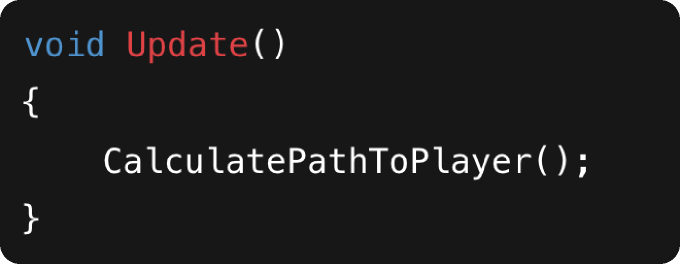 void Update()
{
    CalculatePathToPlayer();
}